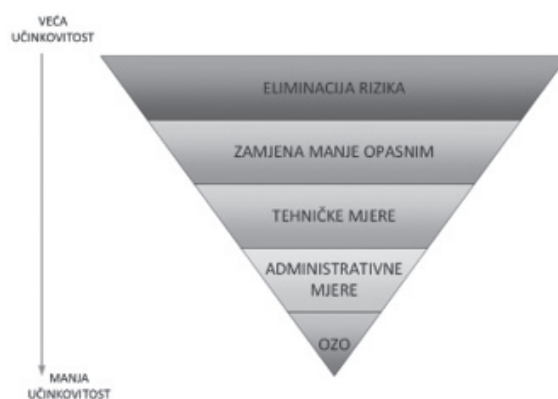 VEĆA
UČINKOVITOST
ELIMINACIJA RIZIKA
ZAMJENA MANJE OPASNIM
TEHNIČKE MJERE
ADMINISTRATIVNE
MJERE
OZO
MANJA
UČINKOVITOST